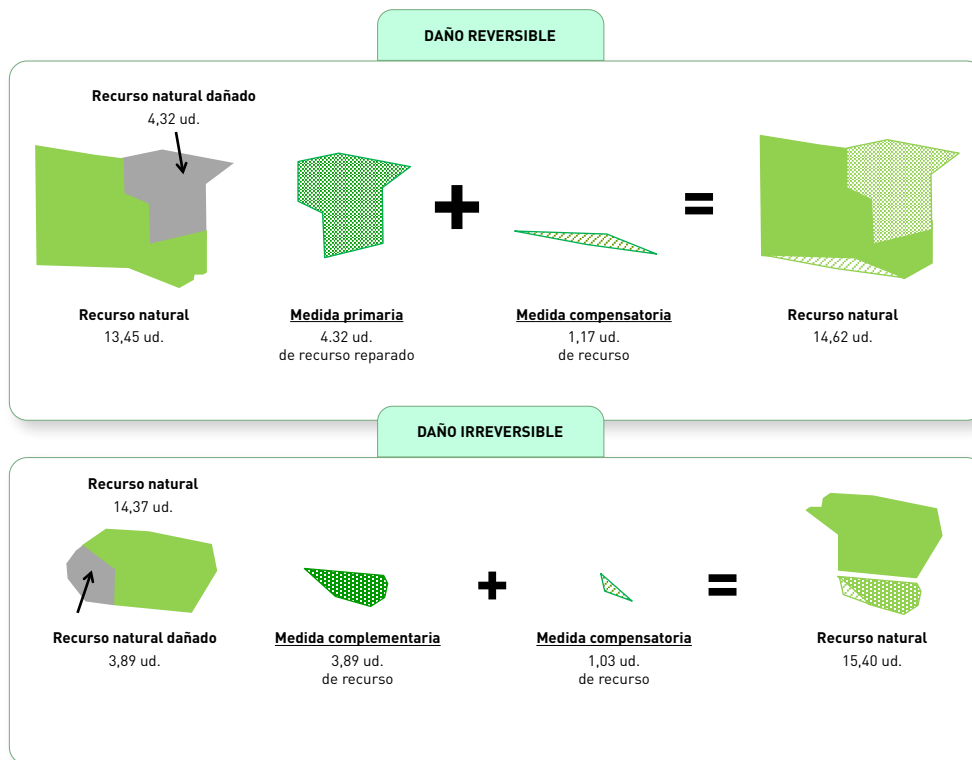 DAÑO REVERSIBLE
Recurso natural dañado
4,32 ud.
Recurso natural
13,45 ud.
Medida primaria
4.32 ud.
de recurso reparado
Medida compensatoria
1,17 ud.
de recurso
Recurso natural
14,62 ud.
DAÑO IRREVERSIBLE
Recurso natural
14,37 ud.
Recurso natural dañado
3,89 ud.
Medida complementaria
3,89 ud.
de recurso
Medida compensatoria
1,03 ud.
de recurso
Recurso natural
15,40 ud.